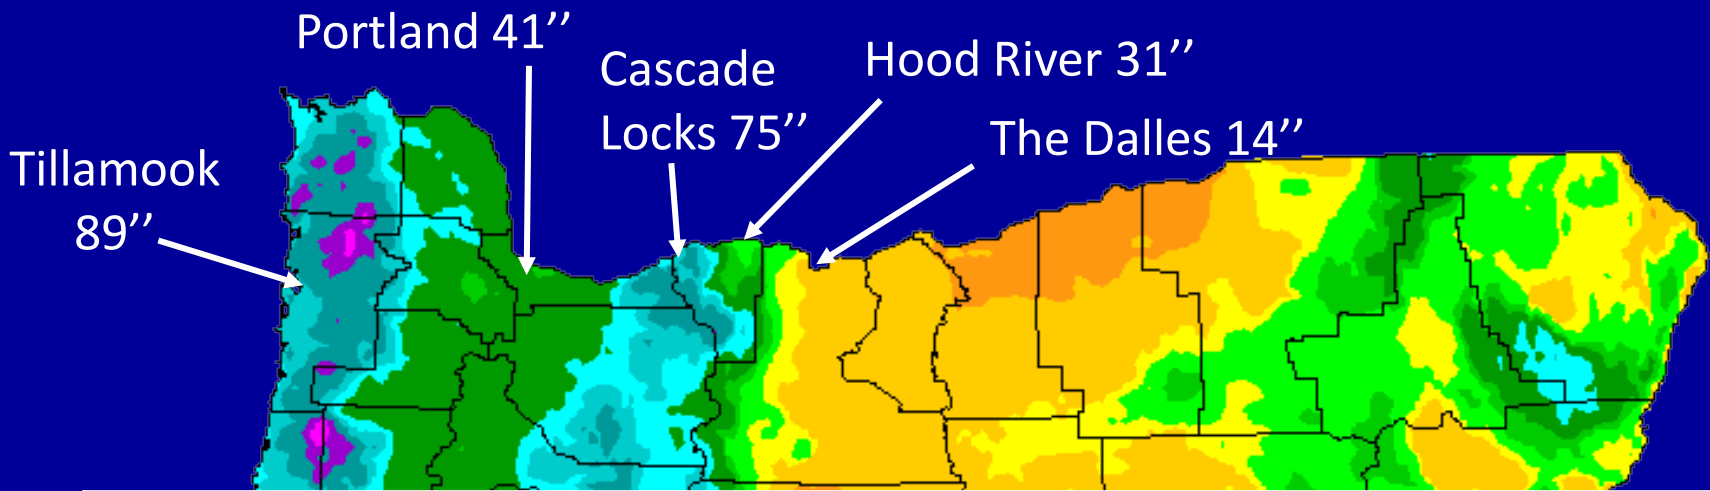 Portland 41’’
Cascade
Locks 75’’
Hood River 31’’
The Dalles 14’’
Tillamook
89’’